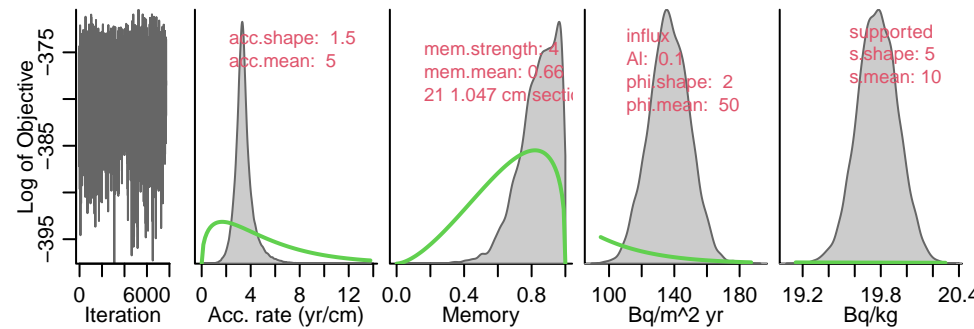 Log of Objective
−375
−385
−395
0
6000
Iteration
acc.shape: 1.5
acc.mean: 5
0
4
8
12
Acc. rate (yr/cm)
mem.strength: 4
mem.mean: 0.66
21 1.047 cm sectio
0.0
0.4
0.8
Memory
influx
Al: 0.1
phi.shape: 2
phi.mean: 50
100
140
180
Bq/m^2 yr
supported
s.shape: 5
s.mean: 10
19.2
19.8
20.4
Bq/kg